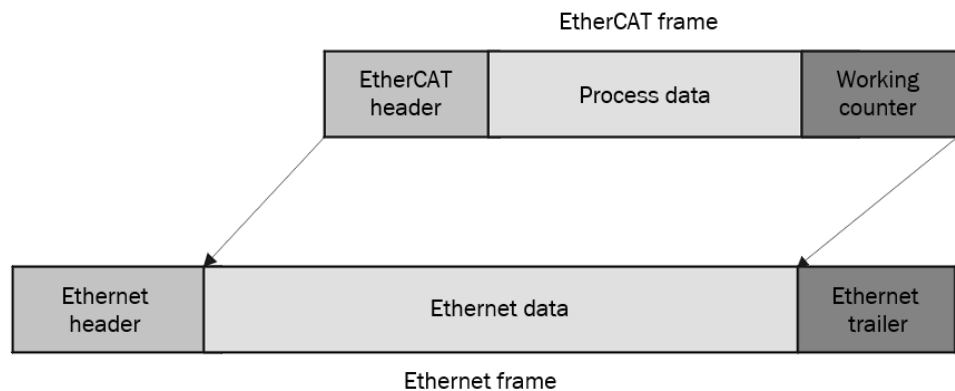 EtherCAT frame
EtherCAT
header
Process data
Working
counter
Ethernet
header
Ethernet data
Ethernet
trailer
Ethernet frame